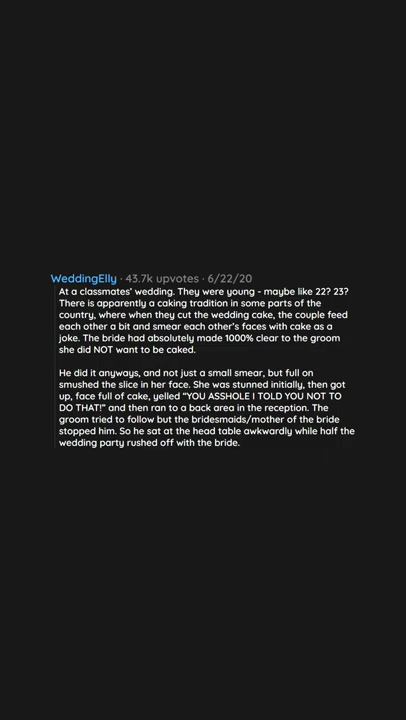 WeddingElly · 43.7k upvotes · 6/22/20
At a classmates' wedding. They were young - maybe like 22? 23?
There is apparently a caking tradition in some parts of the
country, where when they cut the wedding cake, the couple feed
each other a bit and smear each other's faces with cake as a
joke. The bride had absolutely made 1000% clear to the groom
she did NOT want to be caked.
He did it anyways, and not just a small smear, but full on
smushed the slice in her face. She was stunned initially, then got
up, face full of cake, yelled “YOU ASSHOLE I TOLD YOU NOT TO
DO THAT!” and then ran to a back area in the reception. The
groom tried to follow but the bridesmaids/mother of the bride
stopped him. So he sat at the head table awkwardly while half the
wedding party rushed off with the bride.